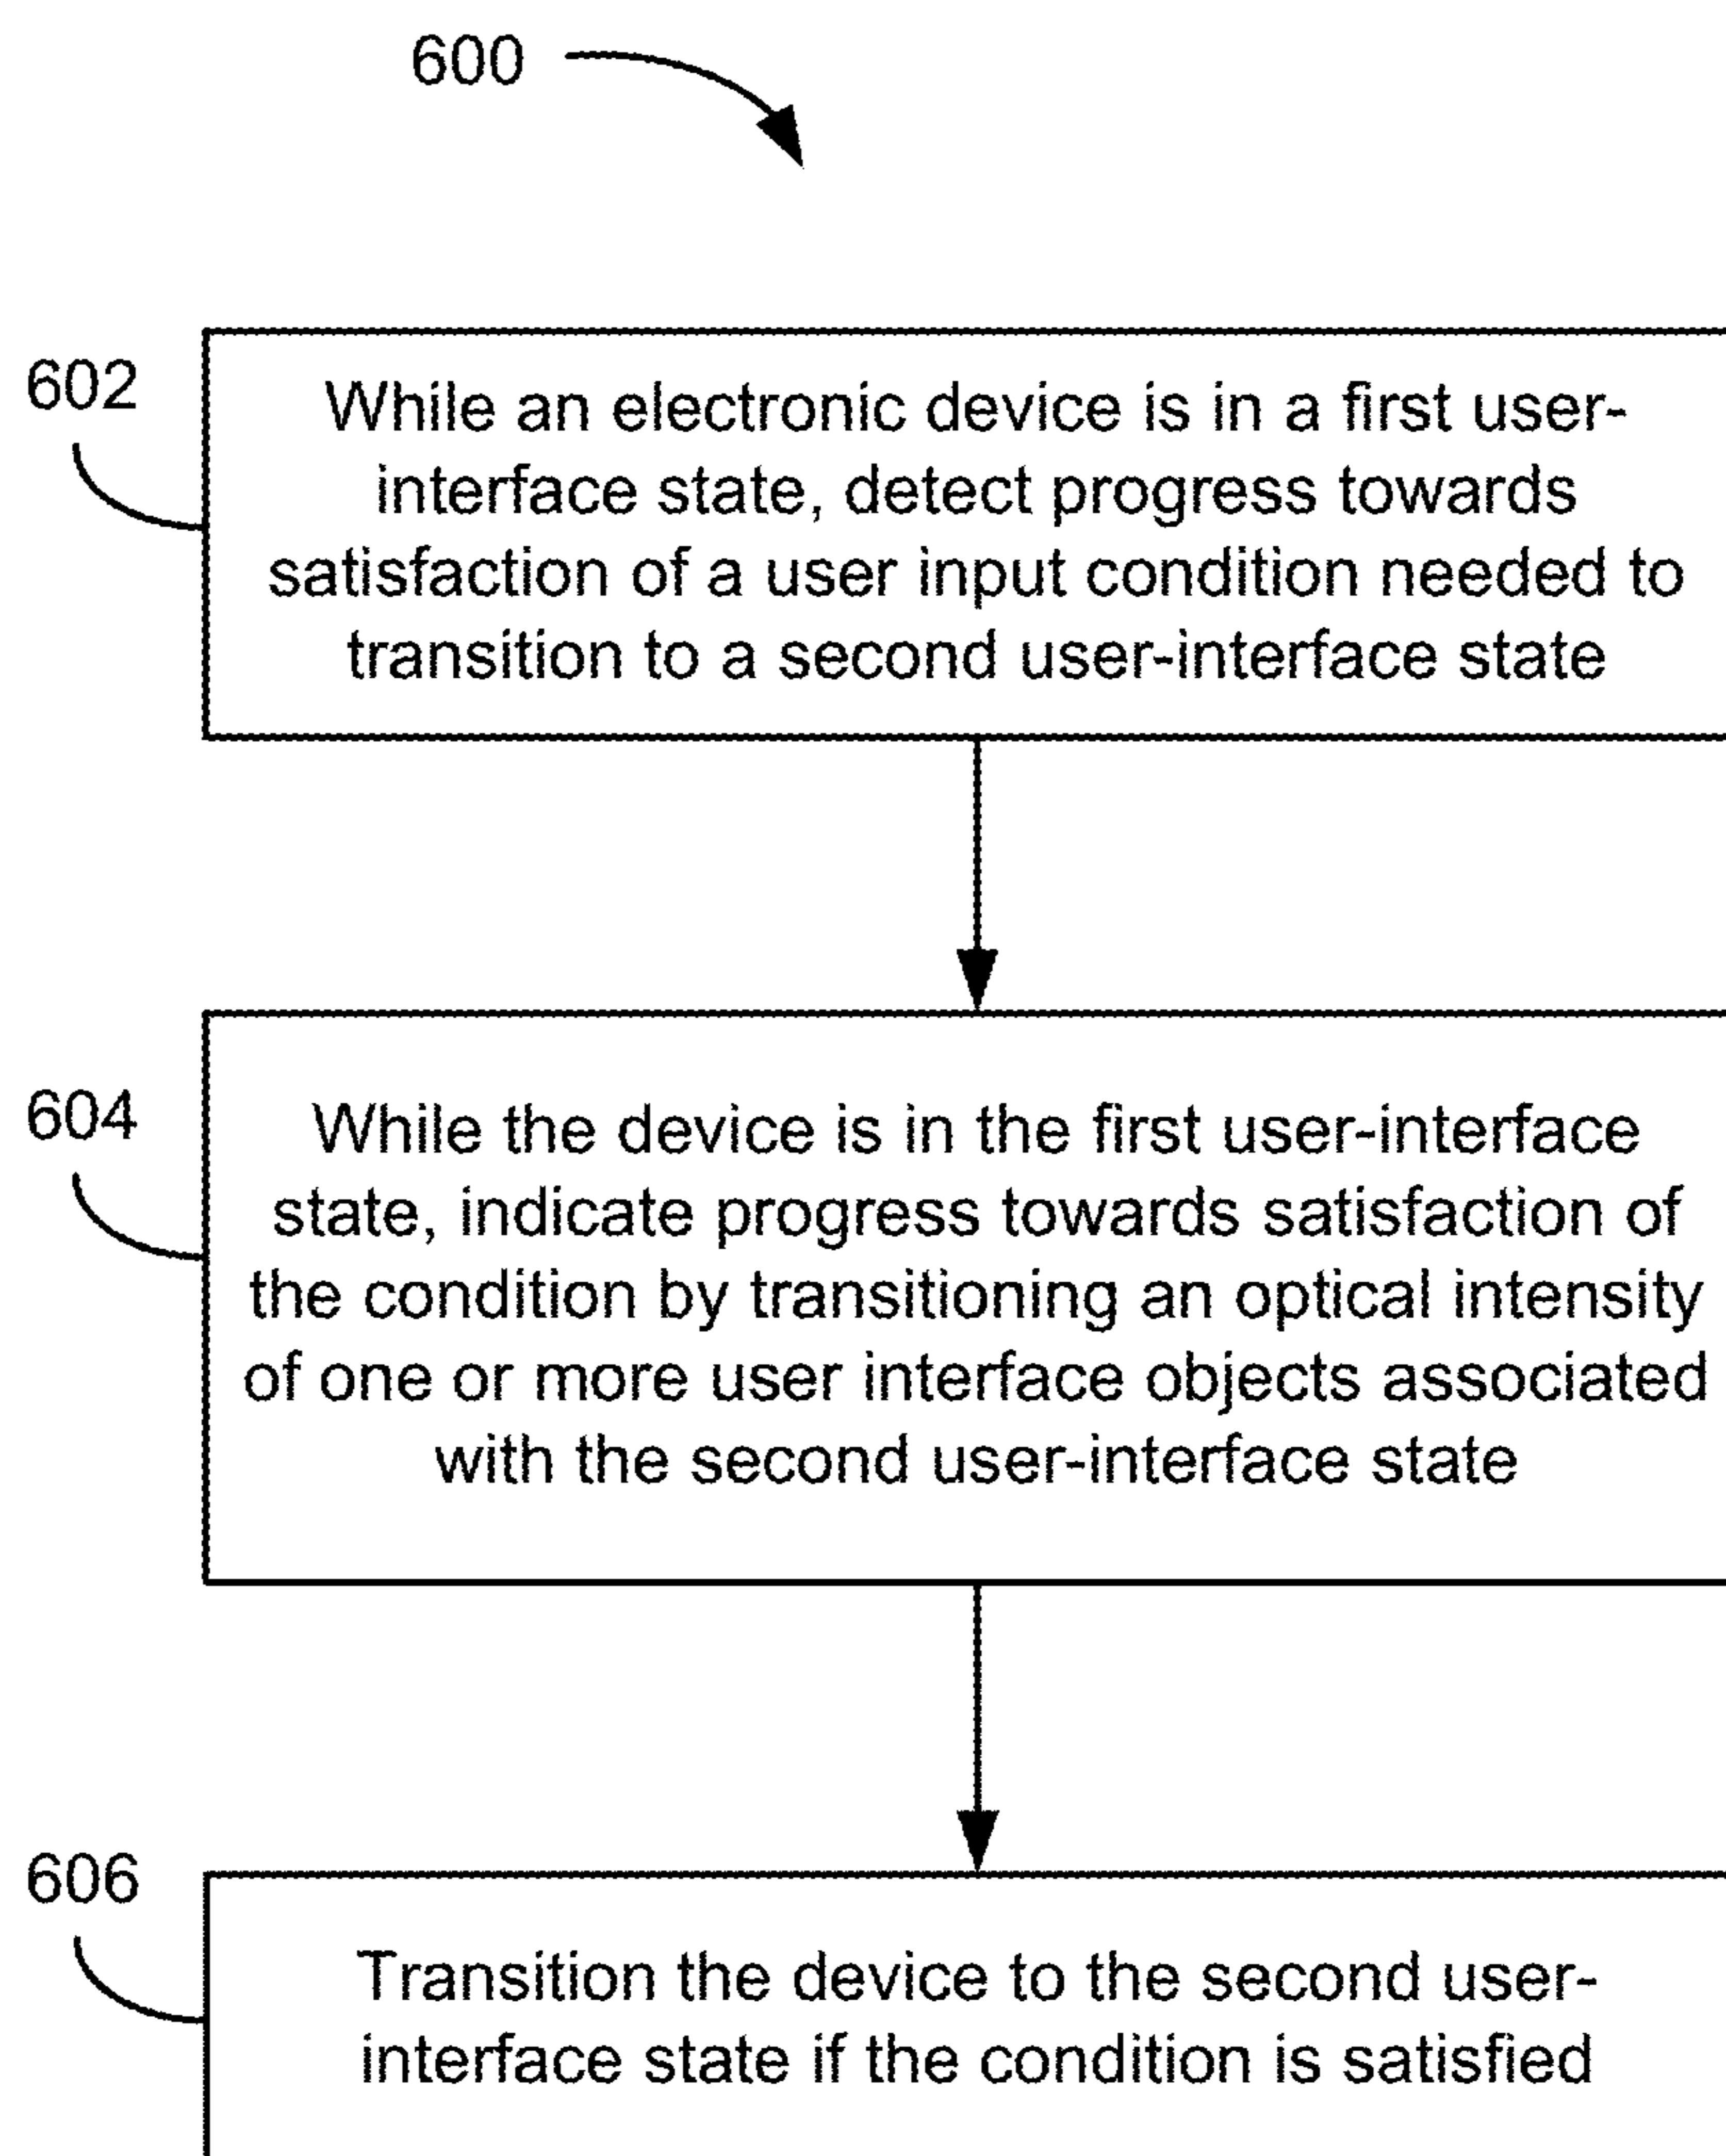 600
602
While an electronic device is in a first user-
interface state, detect progress towards
satisfaction of a user input condition needed to
transition to a second user-interface state
604
While the device is in the first user-interface
state, indicate progress towards satisfaction of
the condition by transitioning an optical intensity
of one or more user interface objects associated
with the second user-interface state
606
Transition the device to the second user-
interface state if the condition is satisfied